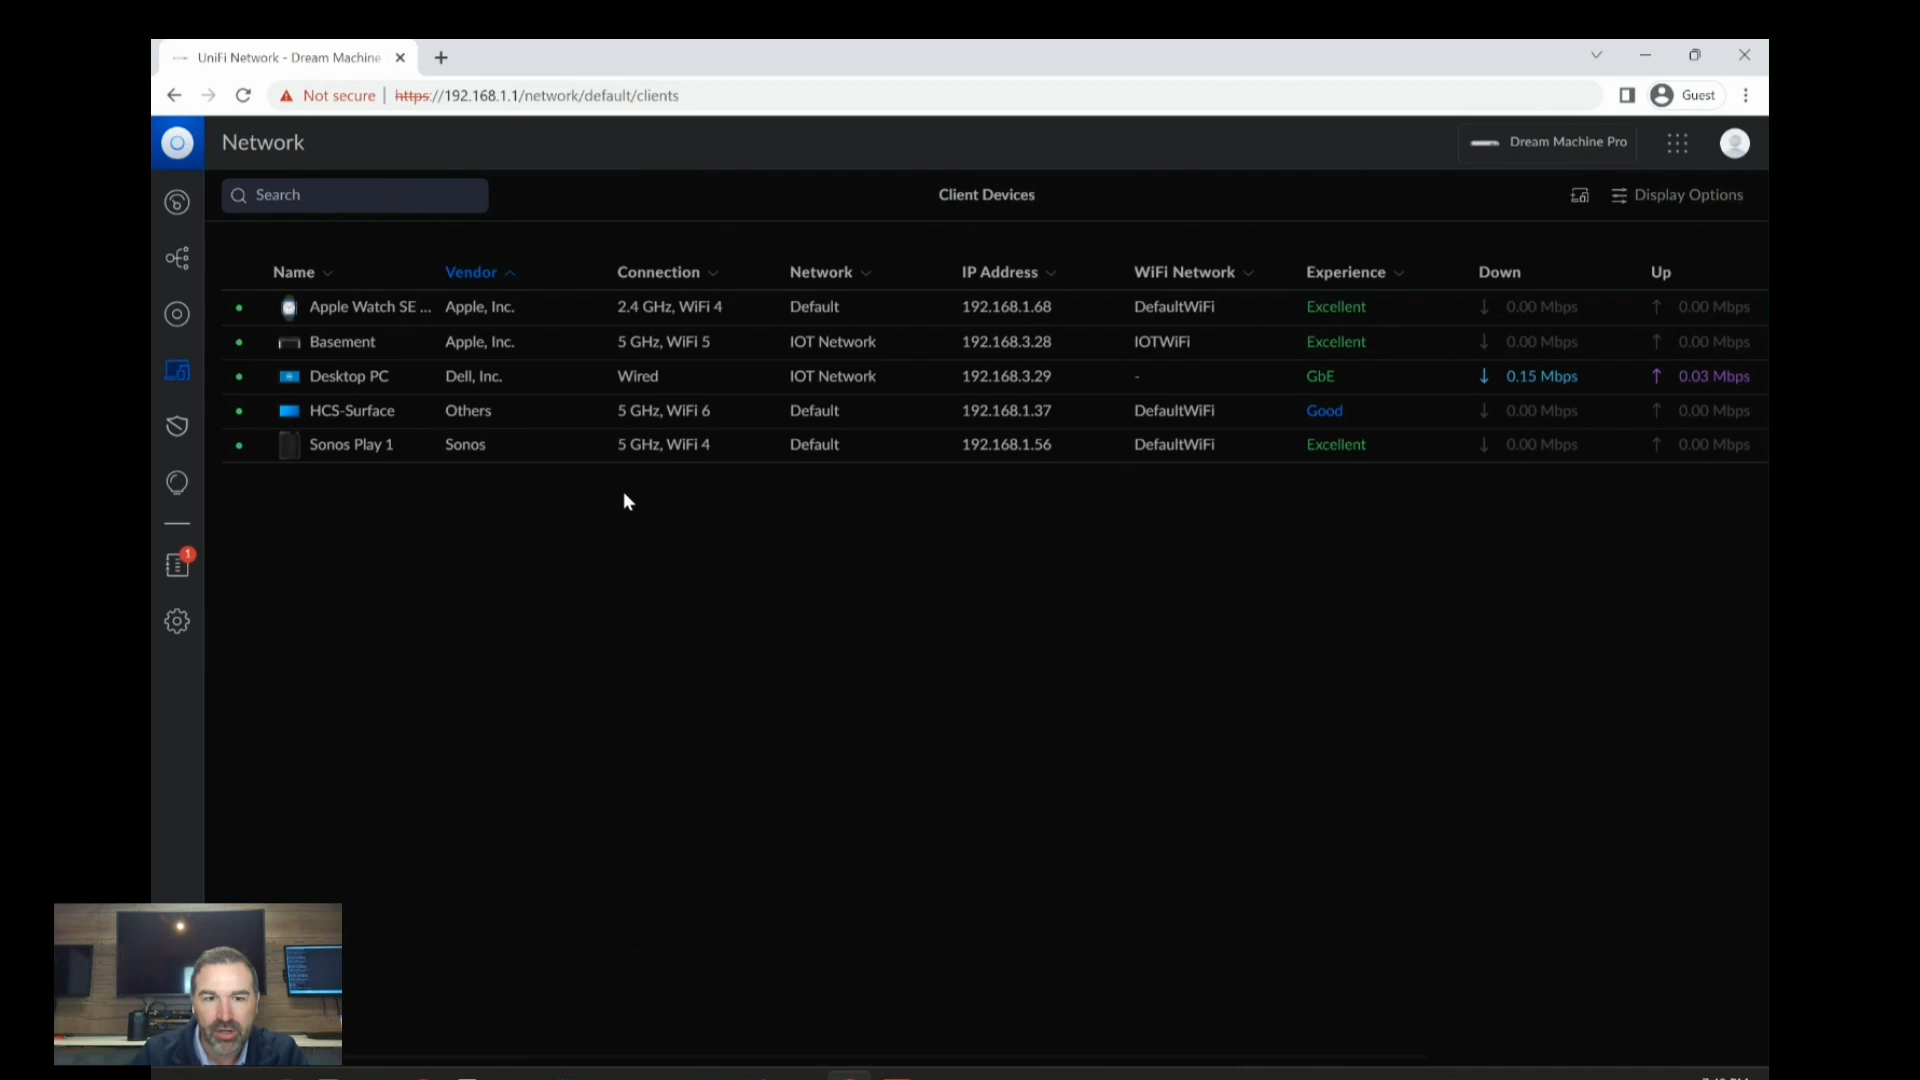 UniFi Network - Dream Machine
Not secure | https://192.168.1.1/network/default/clients
Guest
Network
Dream Machine Pro
Search
Client Devices
Display Options
Name Vendor Connection Network IP Address WiFi Network Experience Down Up
Apple Watch SE ... Apple, Inc. 2.4 GHz, WiFi 4 Default 192.168.1.68 DefaultWiFi Excellent ↓ 0.00 Mbps ↑ 0.00 Mbps
Basement Apple, Inc. 5 GHz, WiFi 5 IOT Network 192.168.3.28 IOTWiFi Excellent ↓ 0.00 Mbps ↑ 0.00 Mbps
Desktop PC Dell, Inc. Wired IOT Network 192.168.3.29 - GbE ↓ 0.15 Mbps ↑ 0.03 Mbps
HCS-Surface Others 5 GHz, WiFi 6 Default 192.168.1.37 DefaultWiFi Good ↓ 0.00 Mbps ↑ 0.00 Mbps
Sonos Play 1 Sonos 5 GHz, WiFi 4 Default 192.168.1.56 DefaultWiFi Excellent ↓ 0.00 Mbps ↑ 0.00 Mbps
1